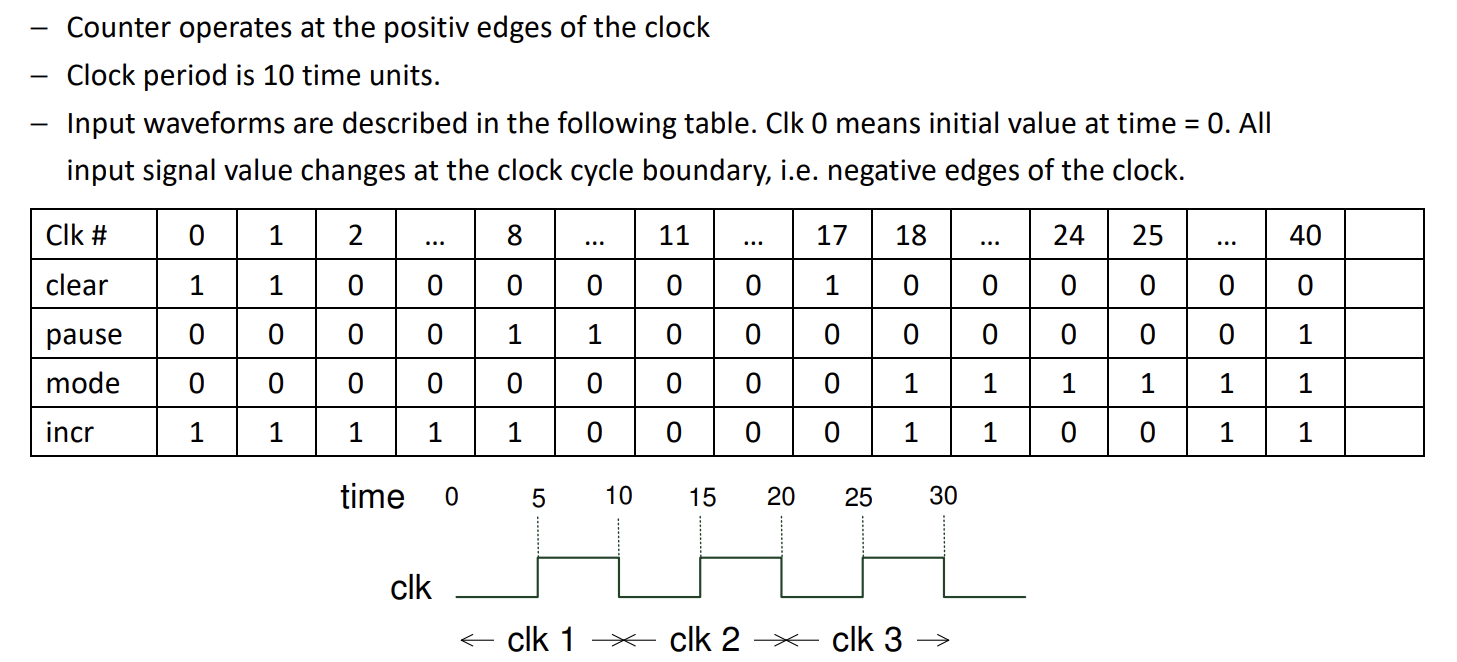 – Counter operates at the positiv edges of the clock
– Clock period is 10 time units.
– Input waveforms are described in the following table. Clk 0 means initial value at time = 0. All
input signal value changes at the clock cycle boundary, i.e. negative edges of the clock.
Clk # 0 1 2 ... 8 ... 11 ... 17 18 ... 24 25 ... 40
clear 1 1 0 0 0 0 0 0 1 0 0 0 0 0 0
pause 0 0 0 0 1 1 0 0 0 0 0 0 0 0 1
mode 0 0 0 0 0 0 0 0 0 1 1 1 1 1 1
incr 1 1 1 1 1 0 0 0 0 1 1 0 0 1 1
time 0 5 10 15 20 25 30
clk
clk 1 clk 2 clk 3